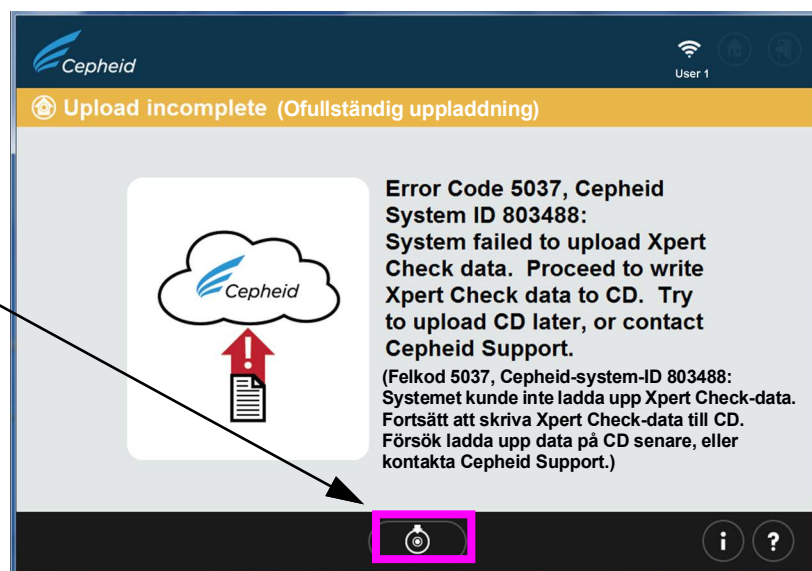 Cepheid
User 1
Upload incomplete (Ofullständig uppladdning)
Error Code 5037, Cepheid
System ID 803488:
System failed to upload Xpert
Check data. Proceed to write
Xpert Check data to CD. Try
to upload CD later, or contact
Cepheid Support.
(Felkod 5037, Cepheid-system-ID 803488:
Systemet kunde inte ladda upp Xpert Check-data.
Fortsätt att skriva Xpert Check-data till CD.
Försök ladda upp data på CD senare, eller
kontakta Cepheid Support.)
Cepheid
!
i ?